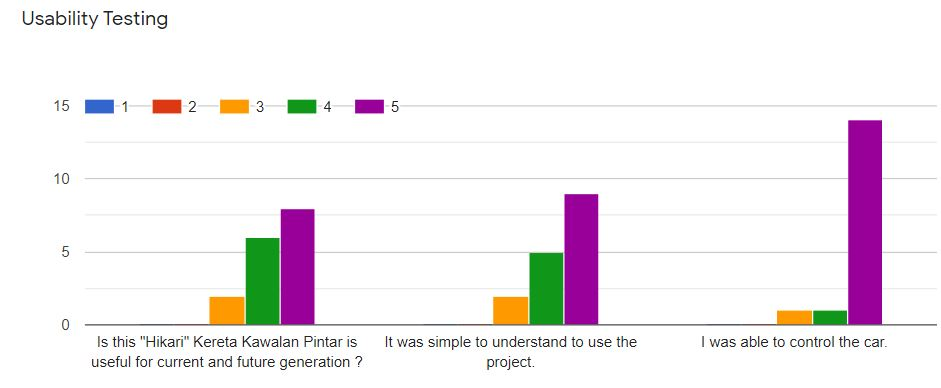 Usability Testing
15
1
2
3
4
5
10
5
0
Is this "Hikari" Kereta Kawalan Pintar is
useful for current and future generation ?
It was simple to understand to use the
project.
I was able to control the car.